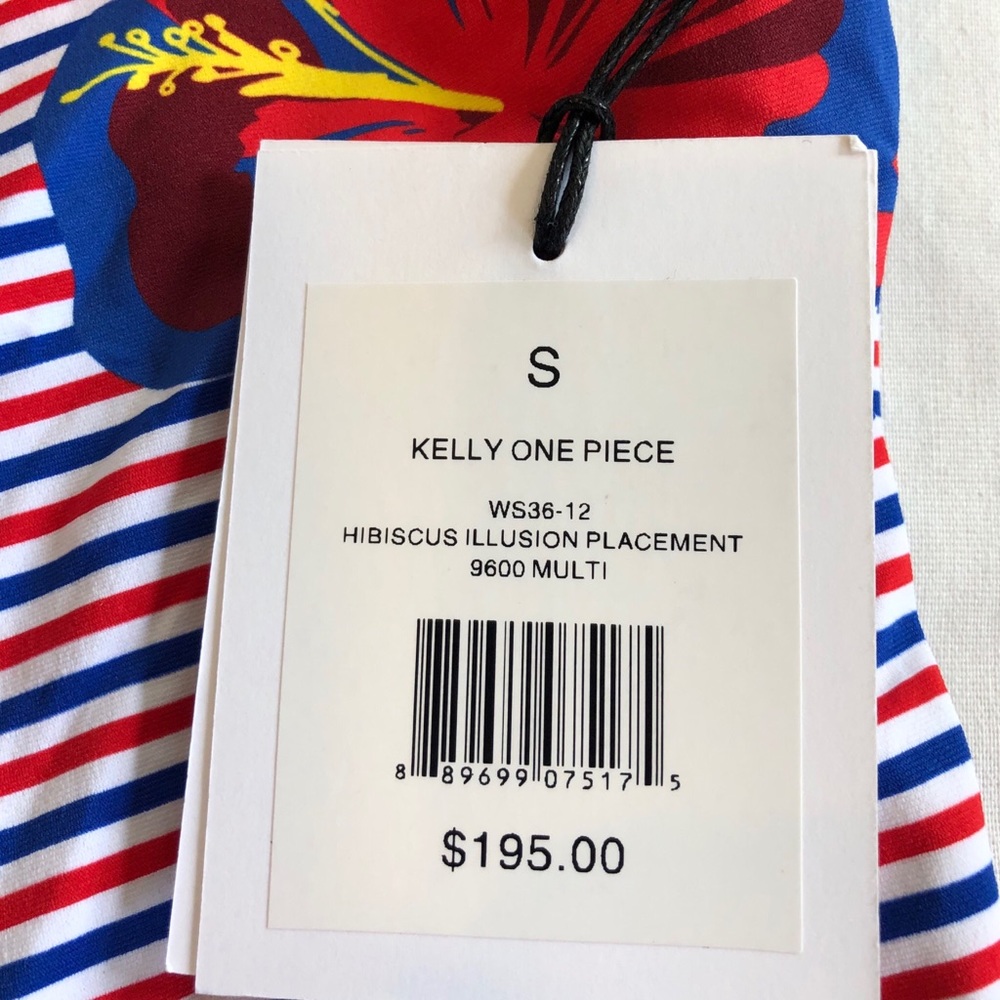 S
KELLY ONE PIECE
WS36-12
HIBISCUS ILLUSION PLACEMENT
9600 MULTI
8 89699 07517 5
$195.00